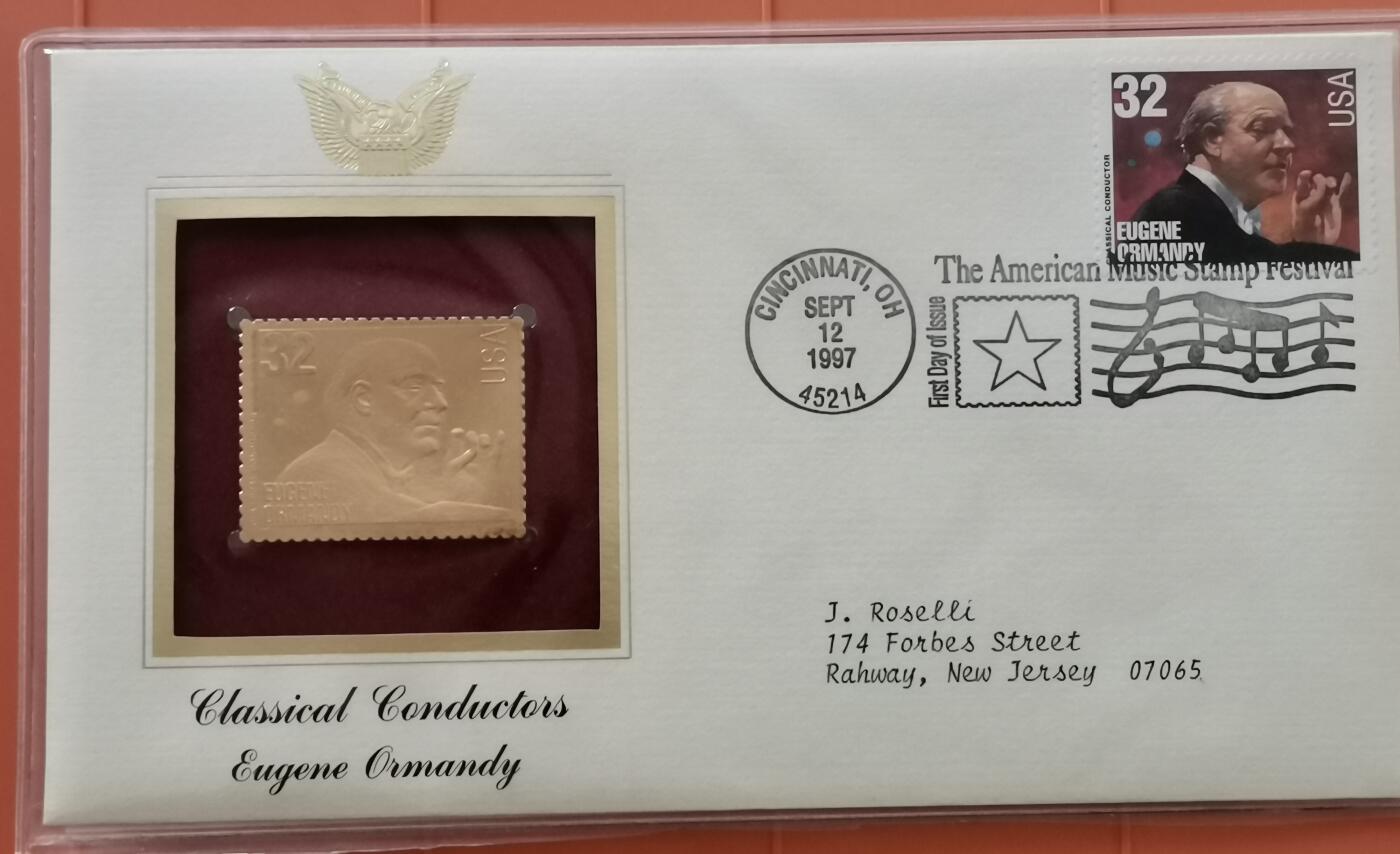 32
USA
CLASSICAL CONDUCTOR
EUGENE
ORMANDY
The American Music Stamp Festival
CINCINNATI, OH
SEPT
12
1997
45214
First Day of Issue
32
USA
EUGENE
ORMANDY
J. Roselli
174 Forbes Street
Rahway, New Jersey 07065
Classical Conductors
Eugene Ormandy